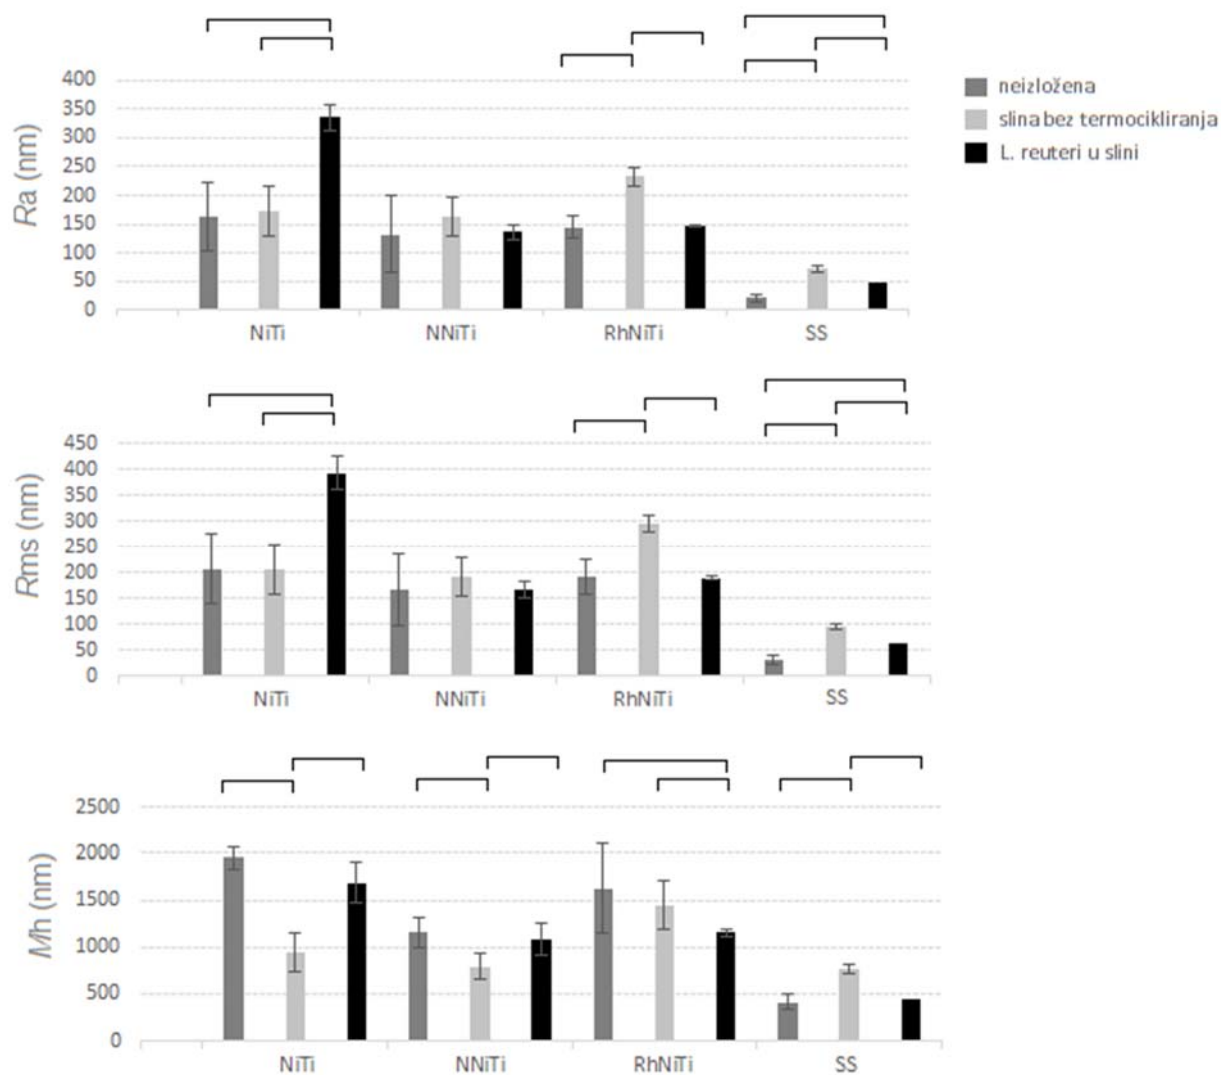 400
350
300
250
200
150
100
50
0
Ra (nm)
NiTi NNiTi RhNiTi SS
neizložena
slina bez termocikliranja
L. reuteri u slini
450
400
350
300
250
200
150
100
50
0
Rms (nm)
NiTi NNiTi RhNiTi SS
2500
2000
1500
1000
500
0
Mh (nm)
NiTi NNiTi RhNiTi SS